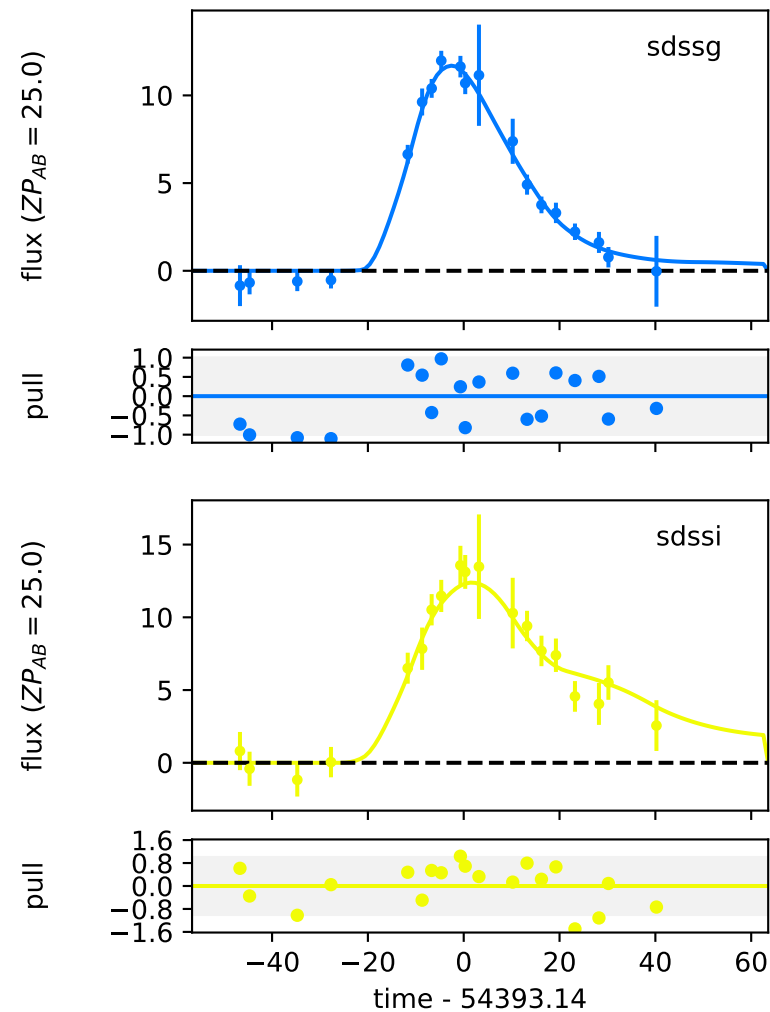 sdssg
flux (ZP_AB = 25.0)
10
5
0
pull
1.0
0.5
0.0
−0.5
−1.0
sdssi
flux (ZP_AB = 25.0)
15
10
5
0
pull
1.6
0.8
0.0
−0.8
−1.6
−40 −20 0 20 40 60
time - 54393.14